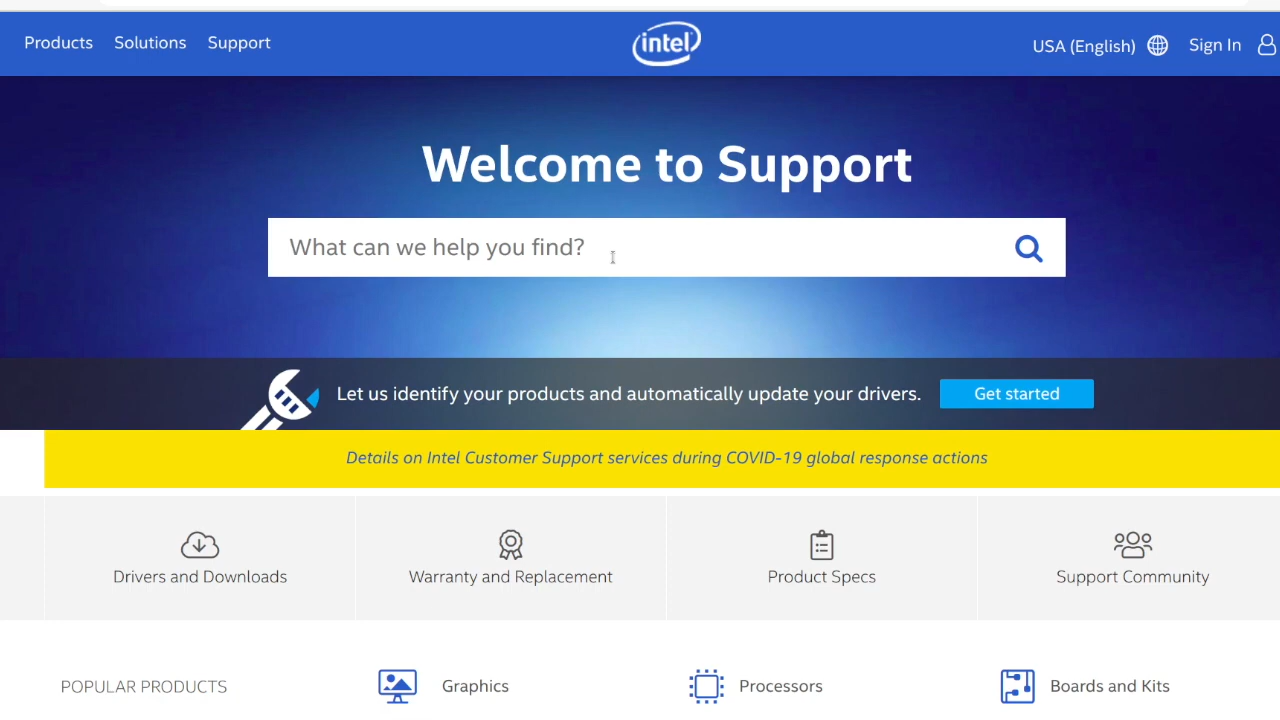 Products Solutions Support
intel
USA (English) Sign In
Welcome to Support
What can we help you find?
Let us identify your products and automatically update your drivers. Get started
Details on Intel Customer Support services during COVID-19 global response actions
Drivers and Downloads Warranty and Replacement Product Specs Support Community
POPULAR PRODUCTS Graphics Processors Boards and Kits